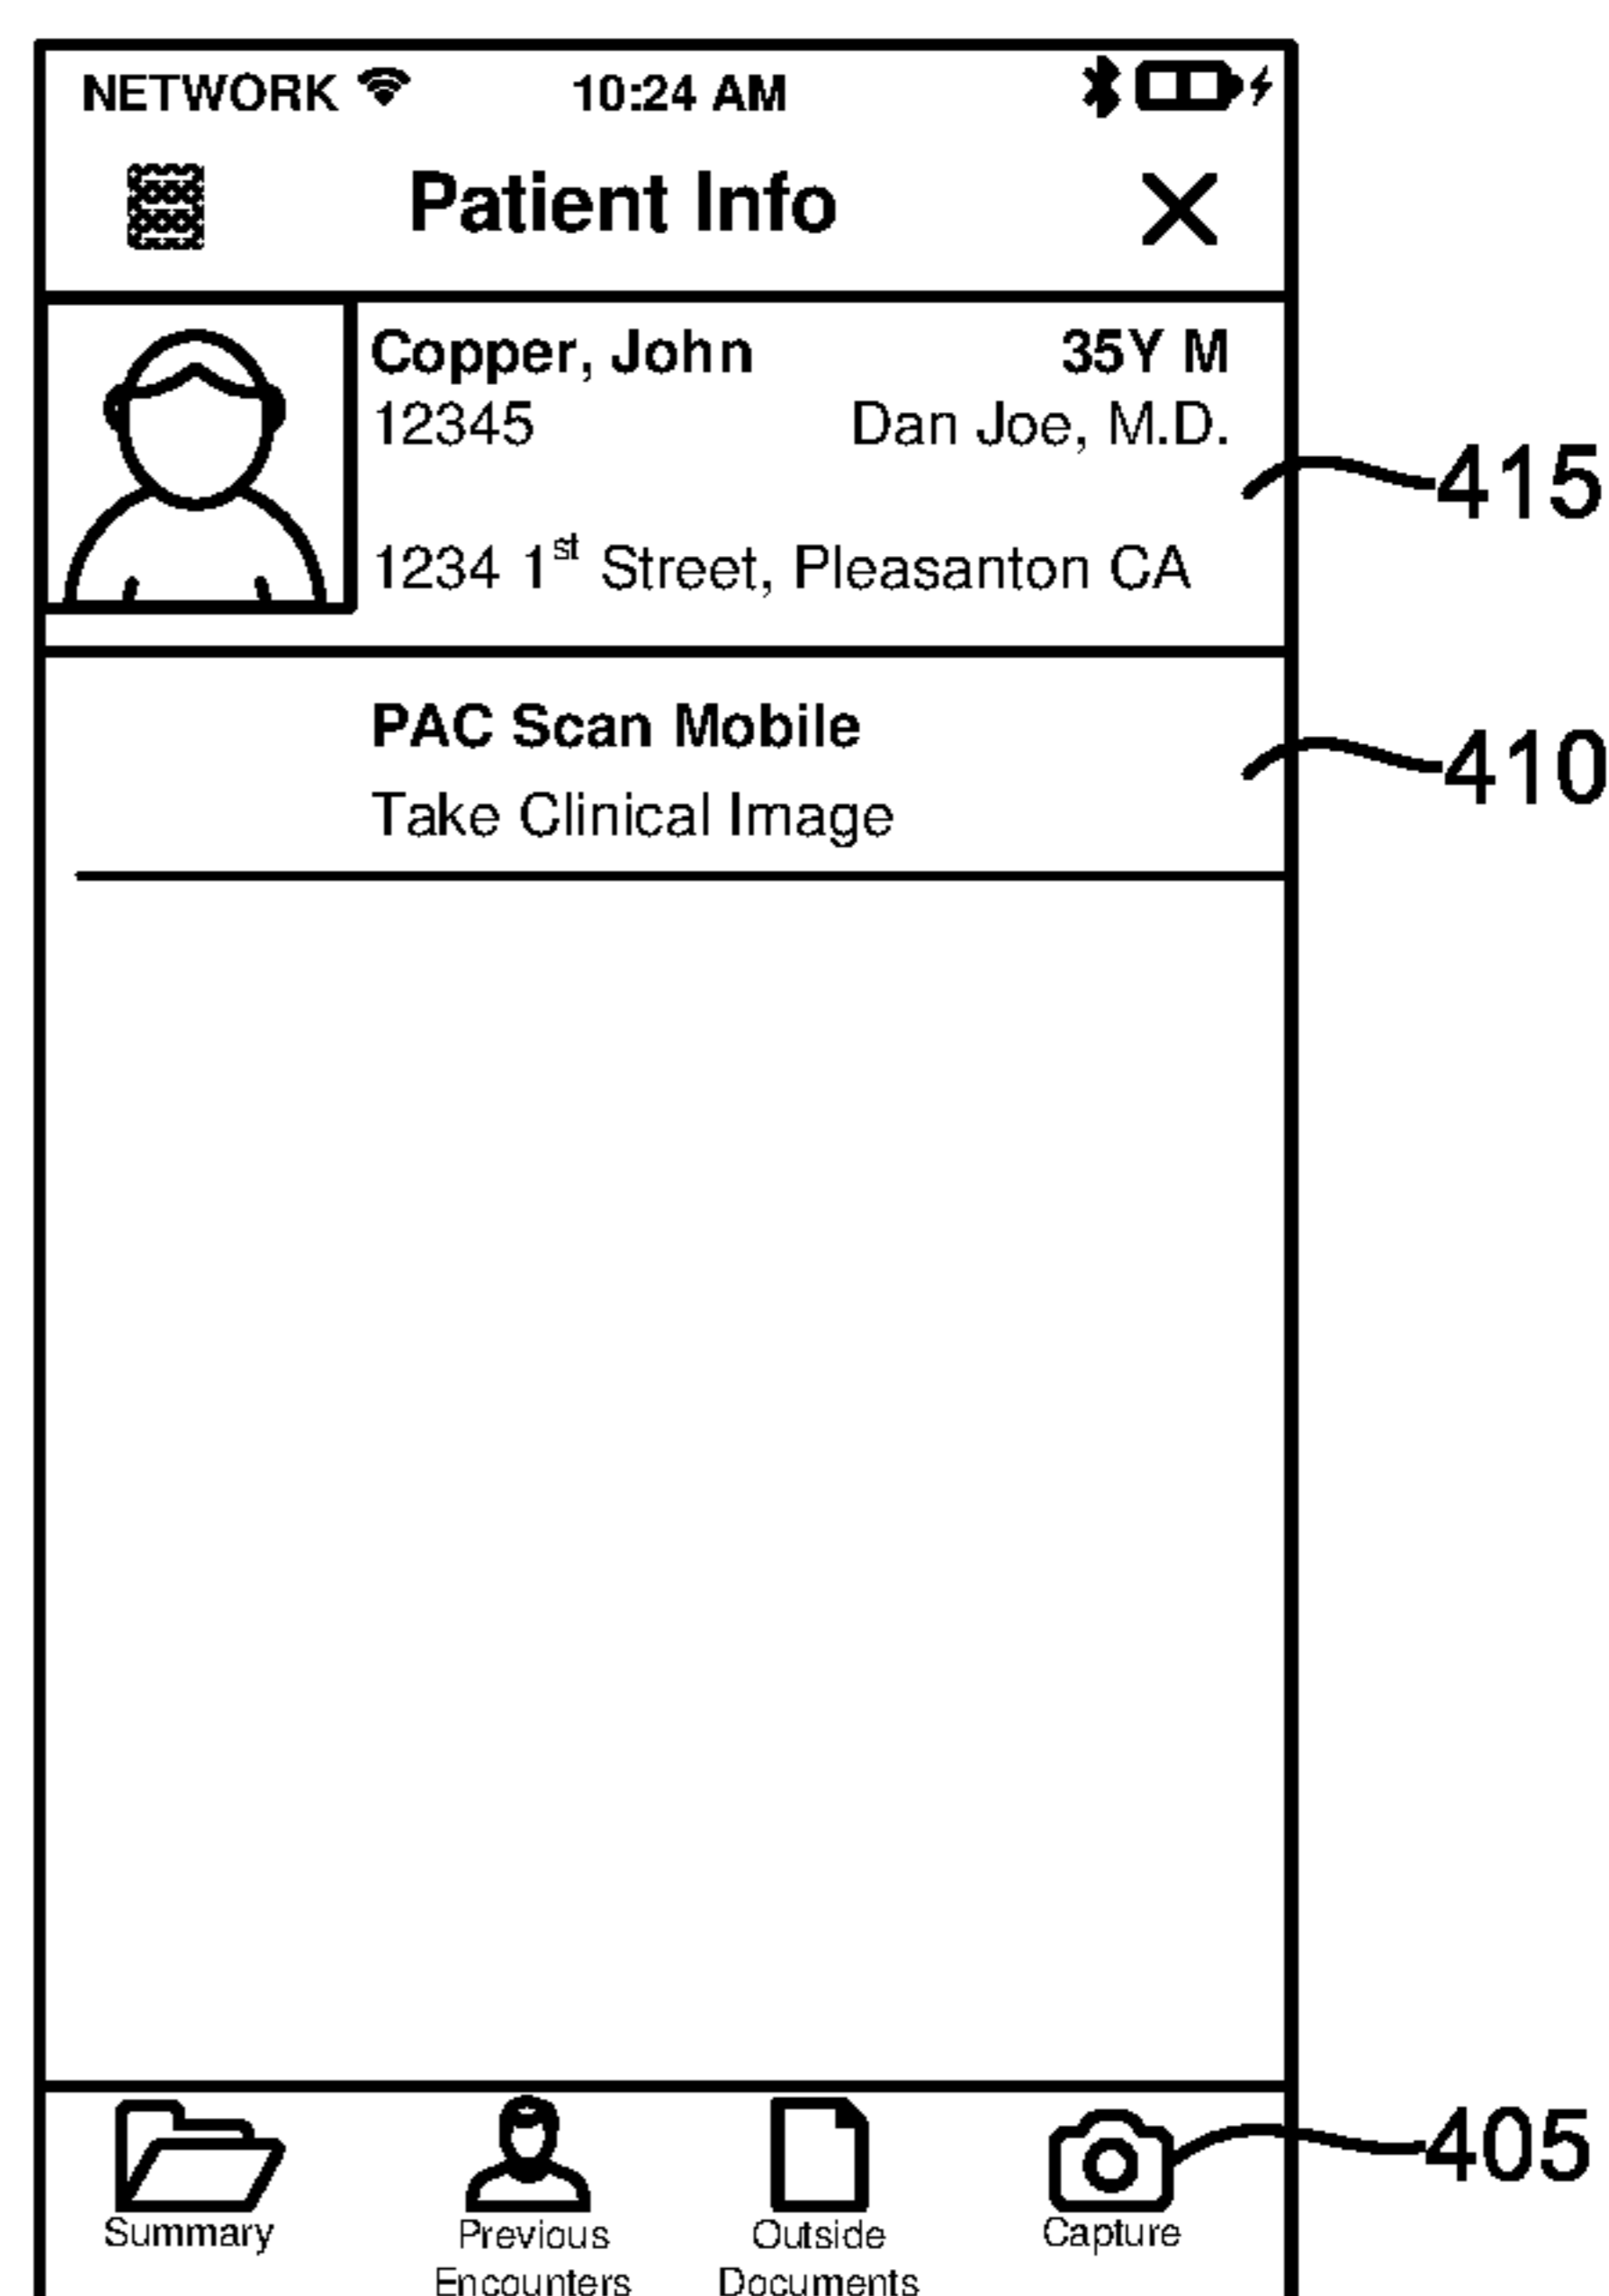 NETWORK 10:24 AM
Patient Info
Copper, John 35Y M
12345 Dan Joe, M.D.
415
1234 1st Street, Pleasanton CA
PAC Scan Mobile
410
Take Clinical Image
405
Summary Previous Encounters Outside Documents Capture